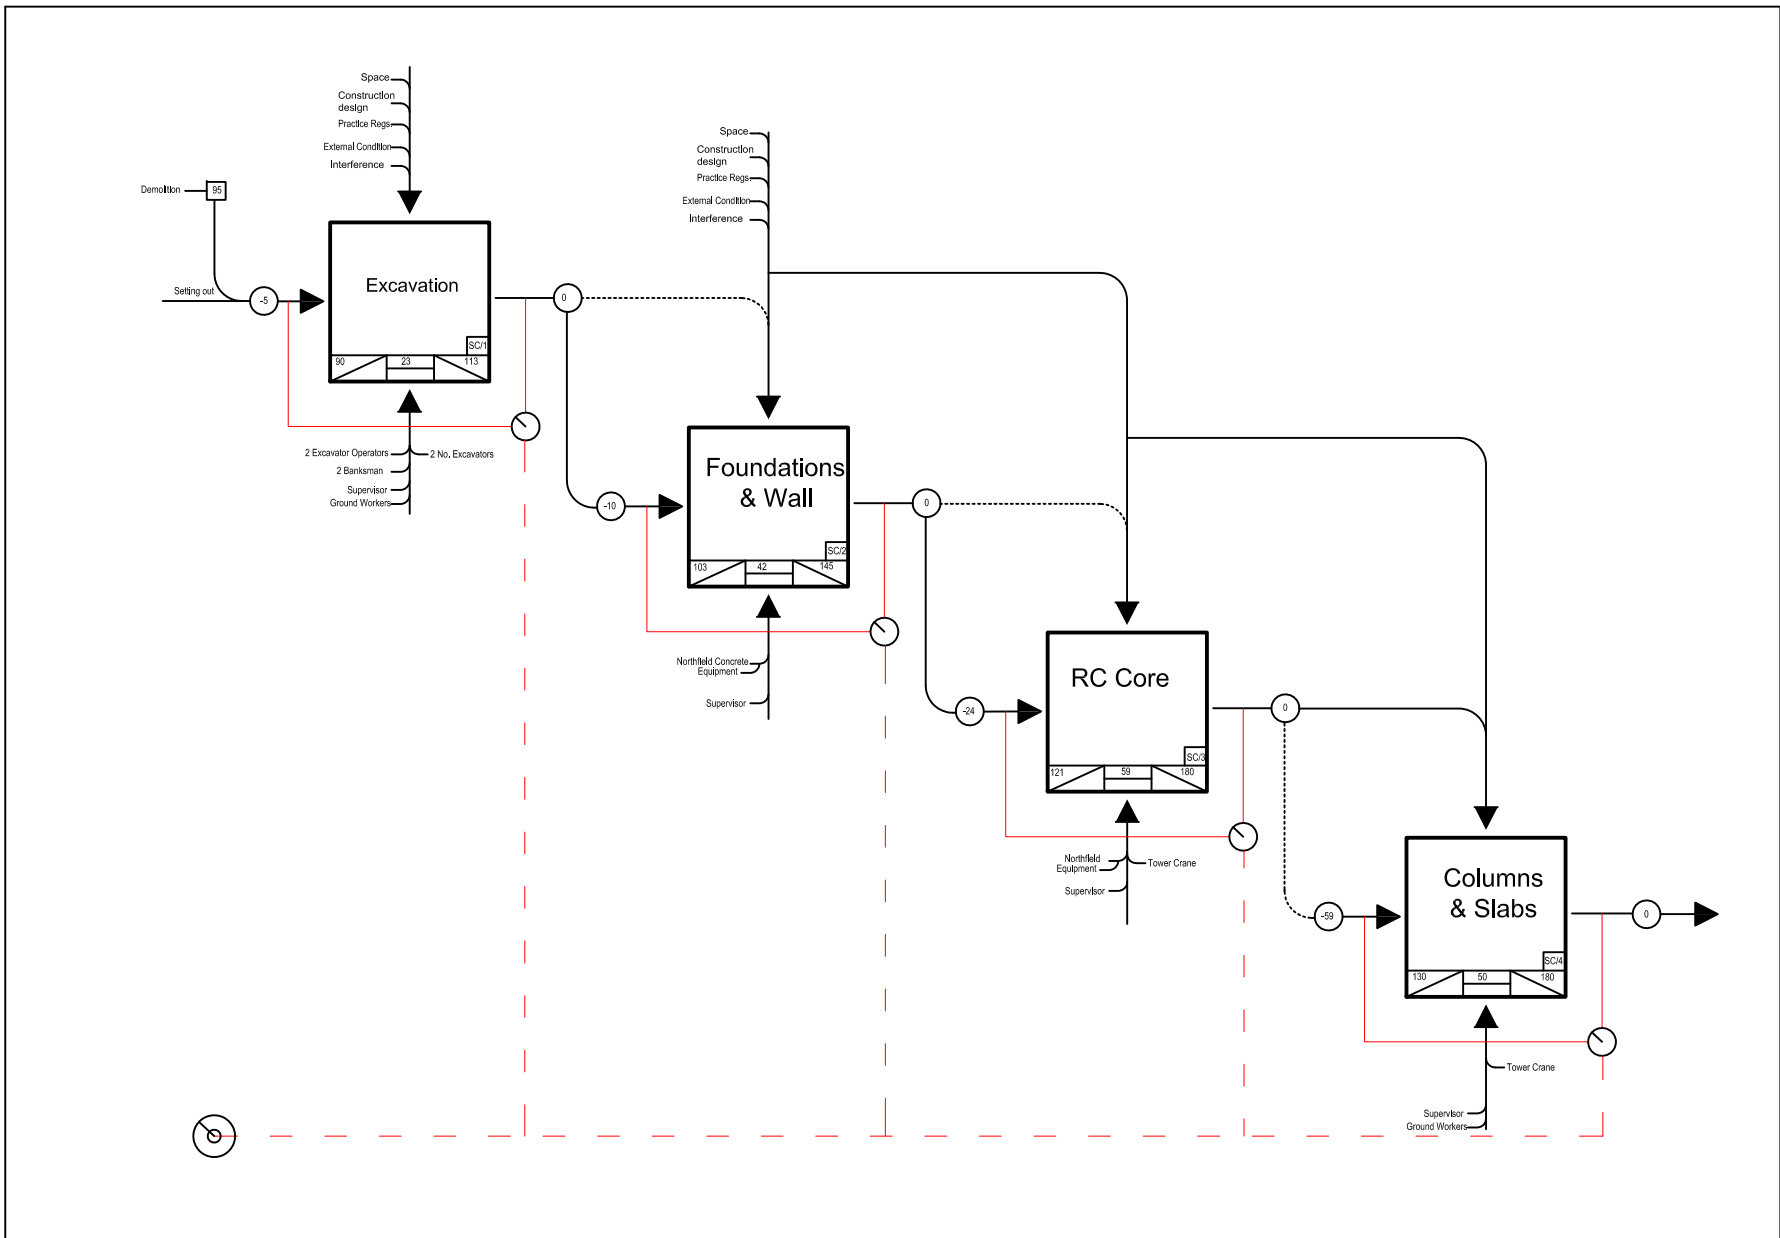 Space
Construction
design
Practice Regs.
External Condition
Interference
Demolition
95
Setting out
-5
Excavation
SC/1
90
23
113
0
2 Excavator Operators
2 No. Excavators
2 Banksman
Supervisor
Ground Workers
Space
Construction
design
Practice Regs.
External Condition
Interference
-10
Foundations
& Wall
SC/2
103
42
145
0
Northfield Concrete
Equipment
Supervisor
-24
RC Core
SC/3
121
59
180
0
Northfield
Equipment
Tower Crane
Supervisor
-59
Columns
& Slabs
SC/4
130
50
180
0
Tower Crane
Supervisor
Ground Workers